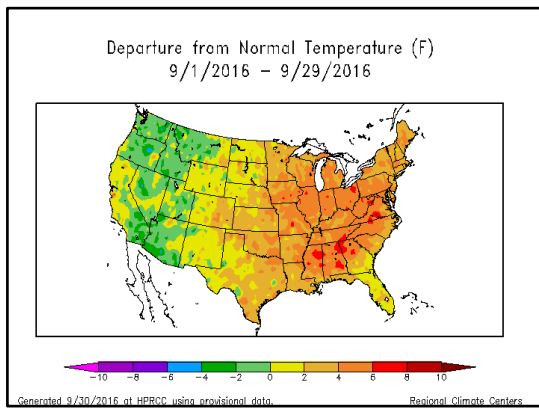 Departure from Normal Temperature (F)
9/1/2016 – 9/29/2016
-10 -8 -6 -4 -2 0 2 4 6 8 10
Generated 9/30/2016 at HPRCC using provisional data. Regional Climate Centers